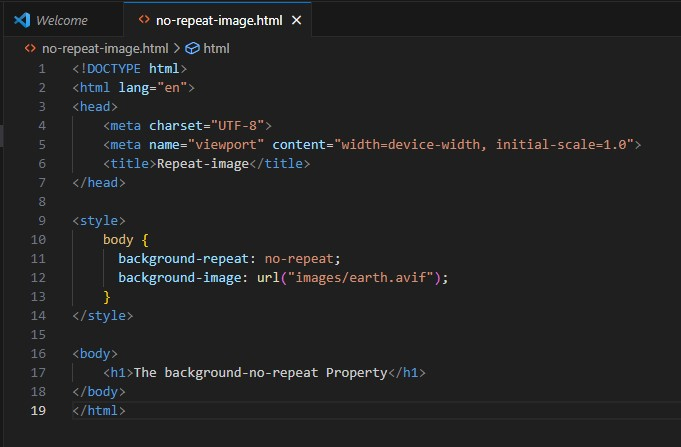 Welcome no-repeat-image.html ×
no-repeat-image.html > html
1 <!DOCTYPE html>
2 <html lang="en">
3 <head>
4     <meta charset="UTF-8">
5     <meta name="viewport" content="width=device-width, initial-scale=1.0">
6     <title>Repeat-image</title>
7 </head>
8
9 <style>
10     body {
11       background-repeat: no-repeat;
12       background-image: url("images/earth.avif");
13     }
14 </style>
15
16 <body>
17     <h1>The background-no-repeat Property</h1>
18 </body>
19 </html>